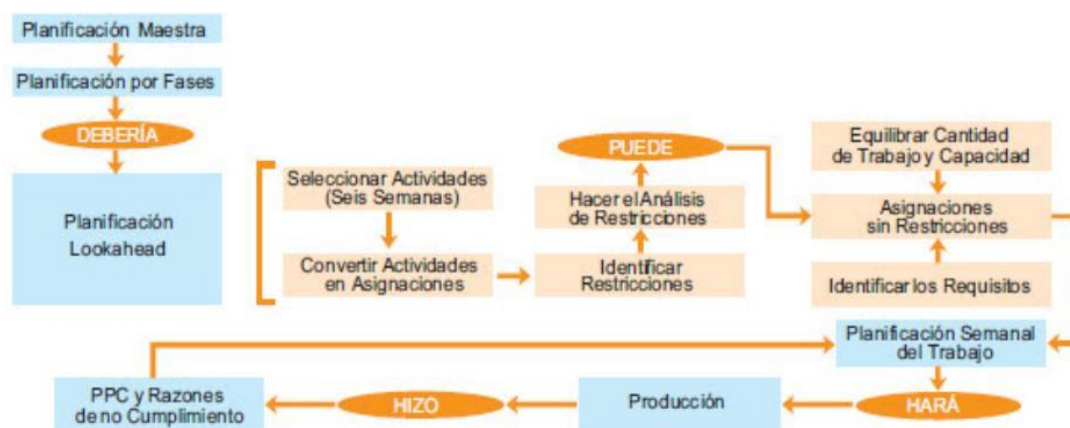 Planificación Maestra
Planificación por Fases
DEBERÍA
Planificación
Lookahead
Seleccionar Actividades
(Seis Semanas)
Convertir Actividades
en Asignaciones
Identificar
Restricciones
Hacer el Análisis
de Restricciones
PUEDE
Equilibrar Cantidad
de Trabajo y Capacidad
Asignaciones
sin Restricciones
Identificar los Requisitos
Planificación Semanal
del Trabajo
HARÁ
Producción
HIZO
PPC y Razones
de no Cumplimiento